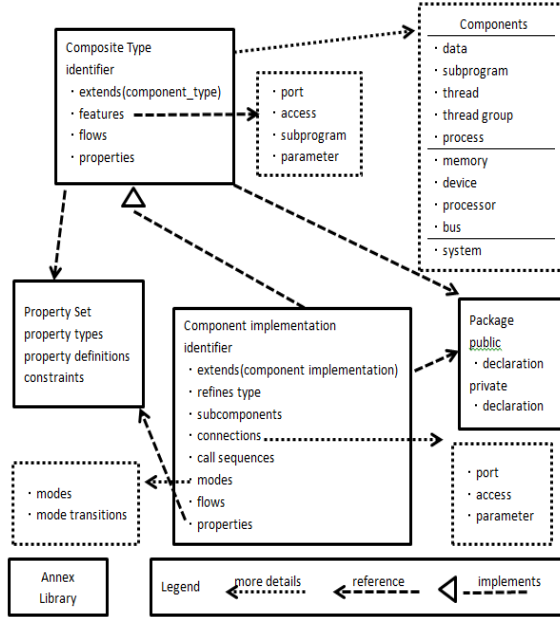 Composite Type
identifier
· extends(component_type)
· features
· flows
· properties
· port
· access
· subprogram
· parameter
Components
· data
· subprogram
· thread
· thread group
· process
· memory
· device
· processor
· bus
· system
Property Set
property types
property definitions
constraints
Component implementation
identifier
· extends(component implementation)
· refines type
· subcomponents
· connections
· call sequences
· modes
· flows
· properties
Package
public
· declaration
private
· declaration
· modes
· mode transitions
· port
· access
· parameter
Annex
Library
Legend more details reference implements